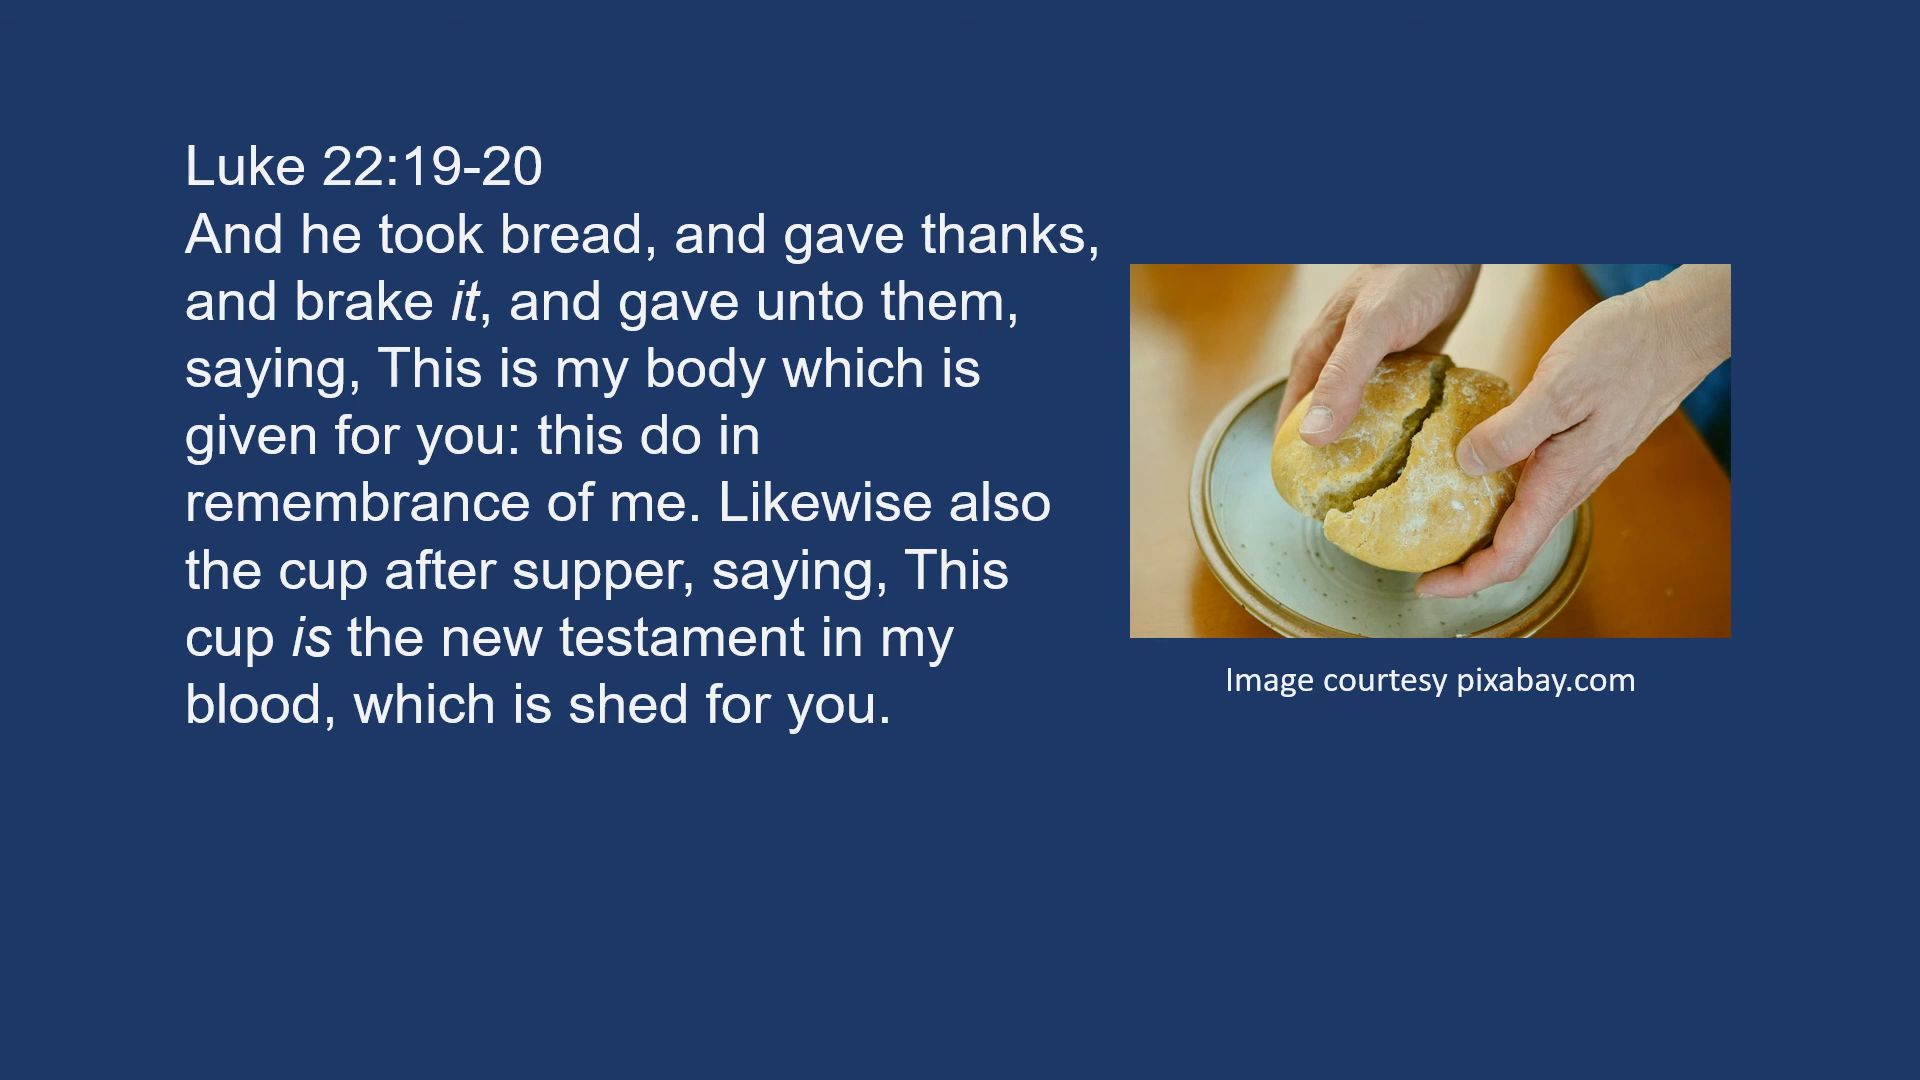 Luke 22:19-20
And he took bread, and gave thanks,
and brake it, and gave unto them,
saying, This is my body which is
given for you: this do in
remembrance of me. Likewise also
the cup after supper, saying, This
cup is the new testament in my
blood, which is shed for you.
Image courtesy pixabay.com